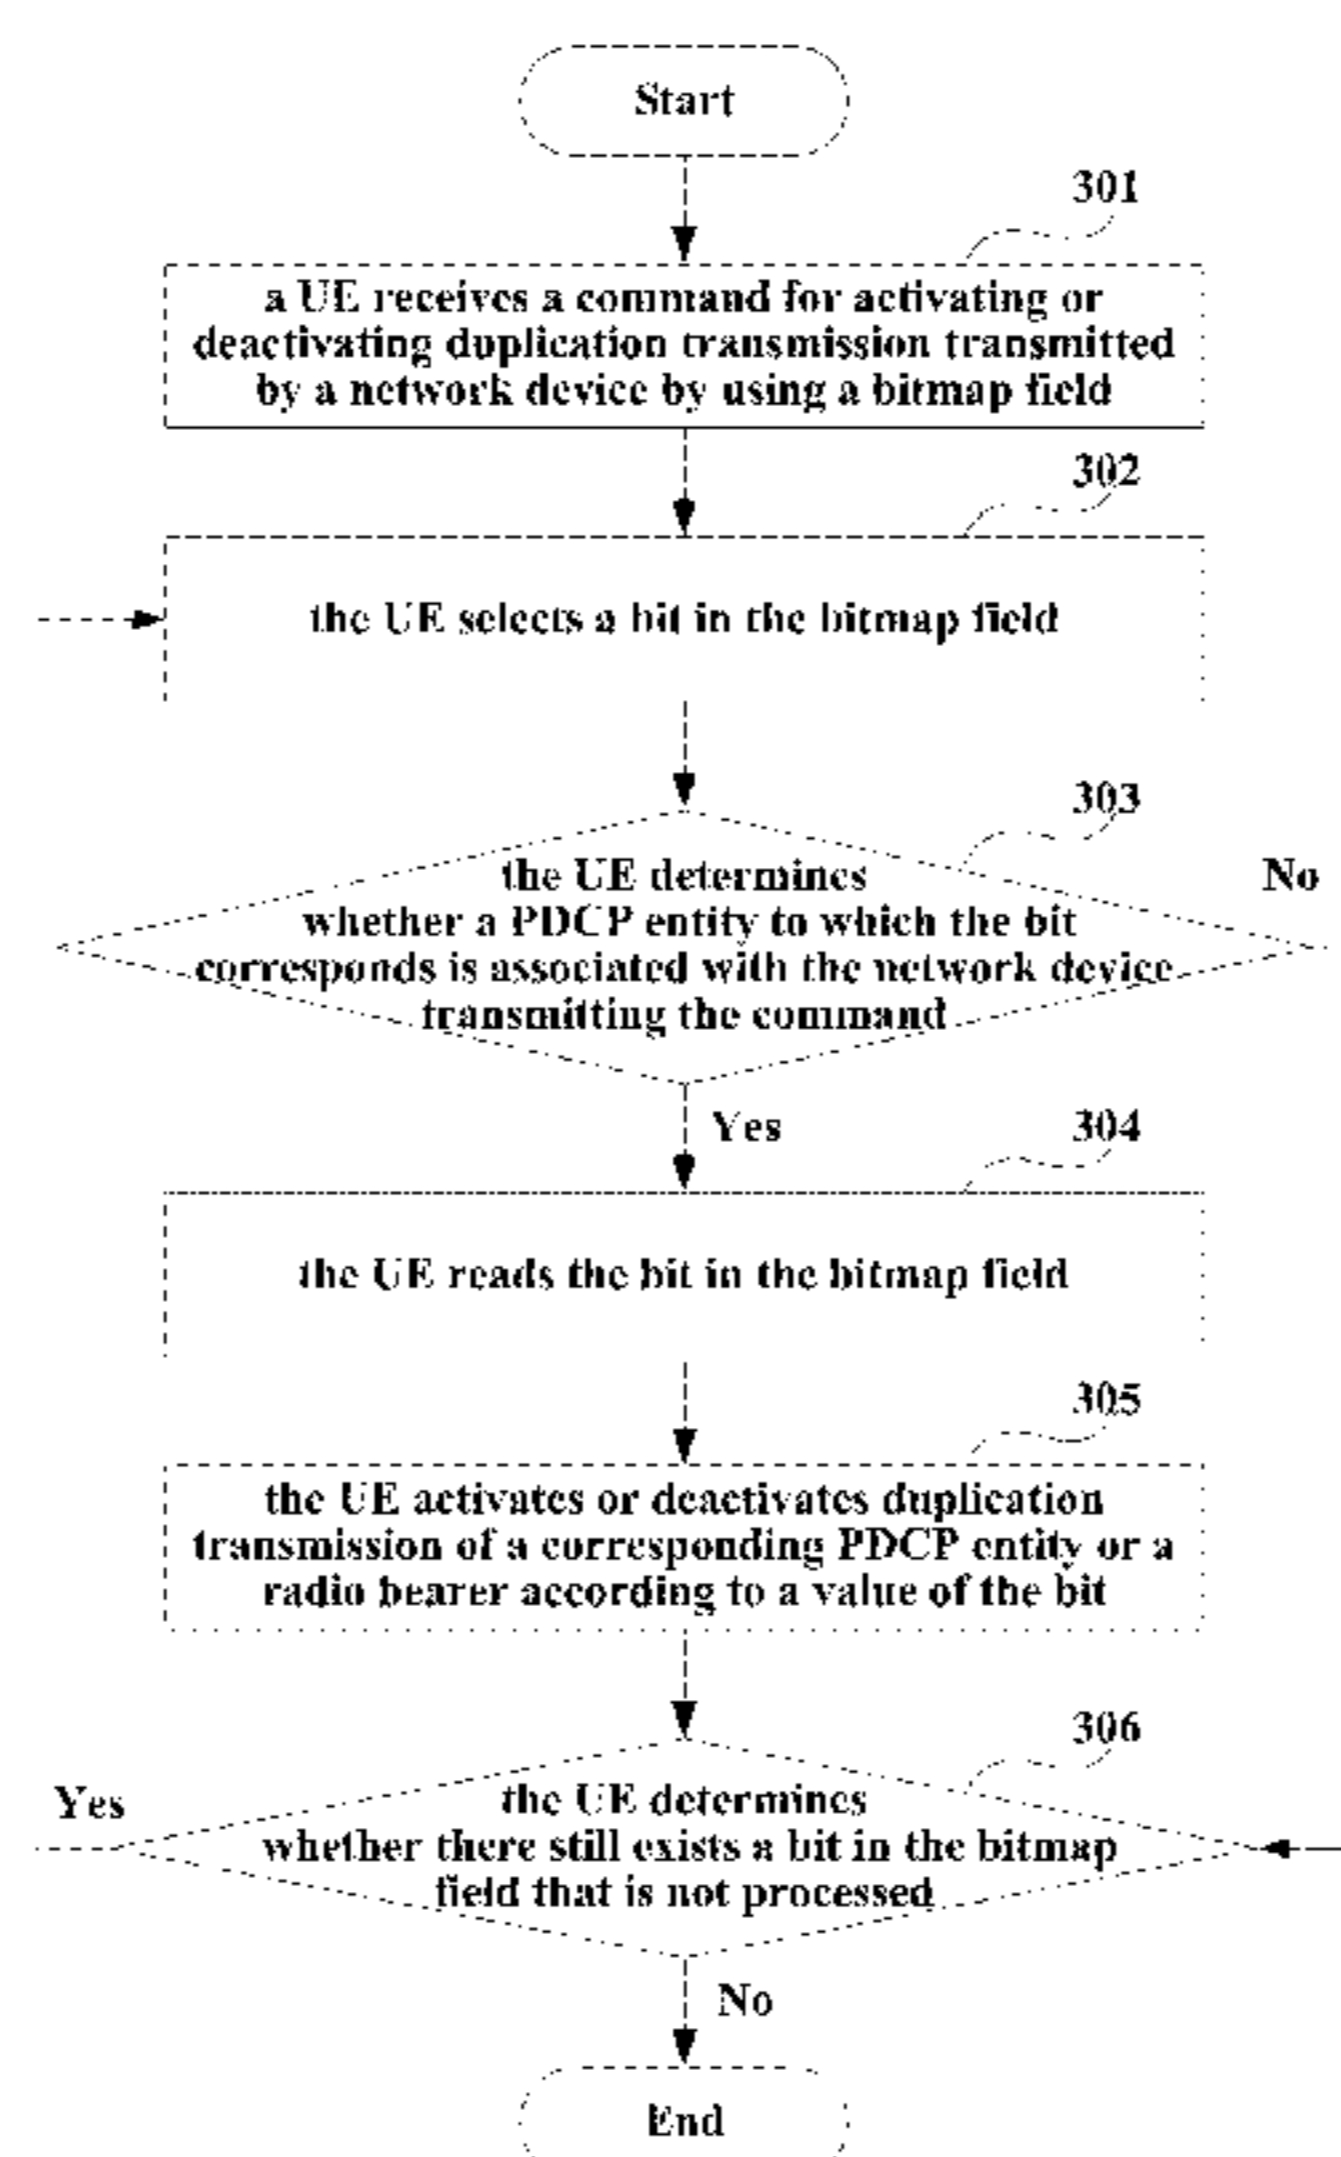 Start
301
a UE receives a command for activating or
deactivating duplication transmission transmitted
by a network device by using a bitmap field
302
the UE selects a bit in the bitmap field
303
the UE determines
No
whether a PDCP entity to which the bit
corresponds is associated with the network device
transmitting the command
Yes
304
the UE reads the bit in the bitmap field
305
the UE activates or deactivates duplication
transmission of a corresponding PDCP entity or a
radio bearer according to a value of the bit
306
the UE determines
Yes
whether there still exists a bit in the bitmap
field that is not processed
No
End